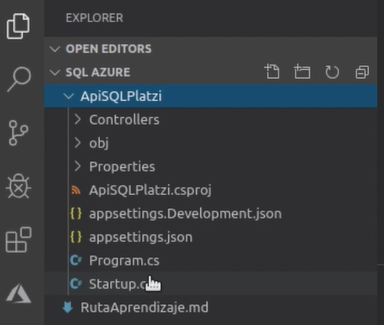 EXPLORER
OPEN EDITORS
SQL AZURE
ApiSQLPlatzi
Controllers
obj
Properties
ApiSQLPlatzi.csproj
{} appsettings.Development.json
{} appsettings.json
C# Program.cs
C# Startup.c
RutaAprendizaje.md